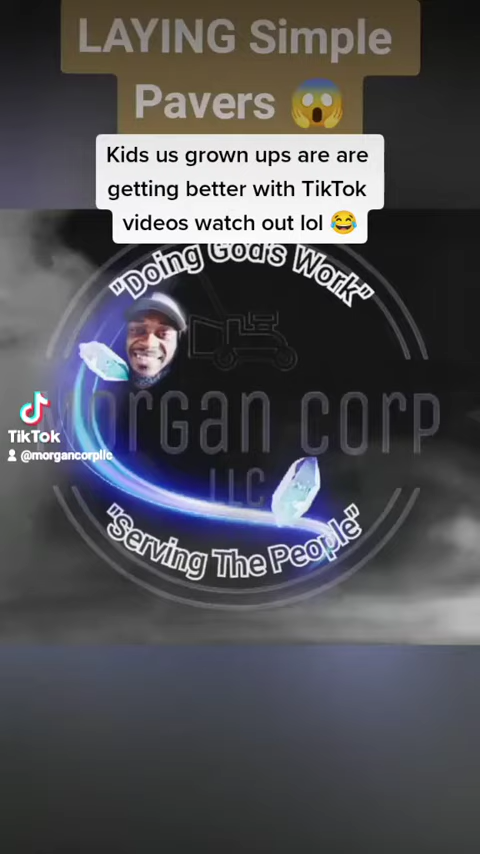 LAYING Simple
Pavers 😱
Kids us grown ups are are
getting better with TikTok
videos watch out lol 😂
"Doing God's Work"
morgan corp
LLC
"Serving The People"
TikTok
@morgancorpllc